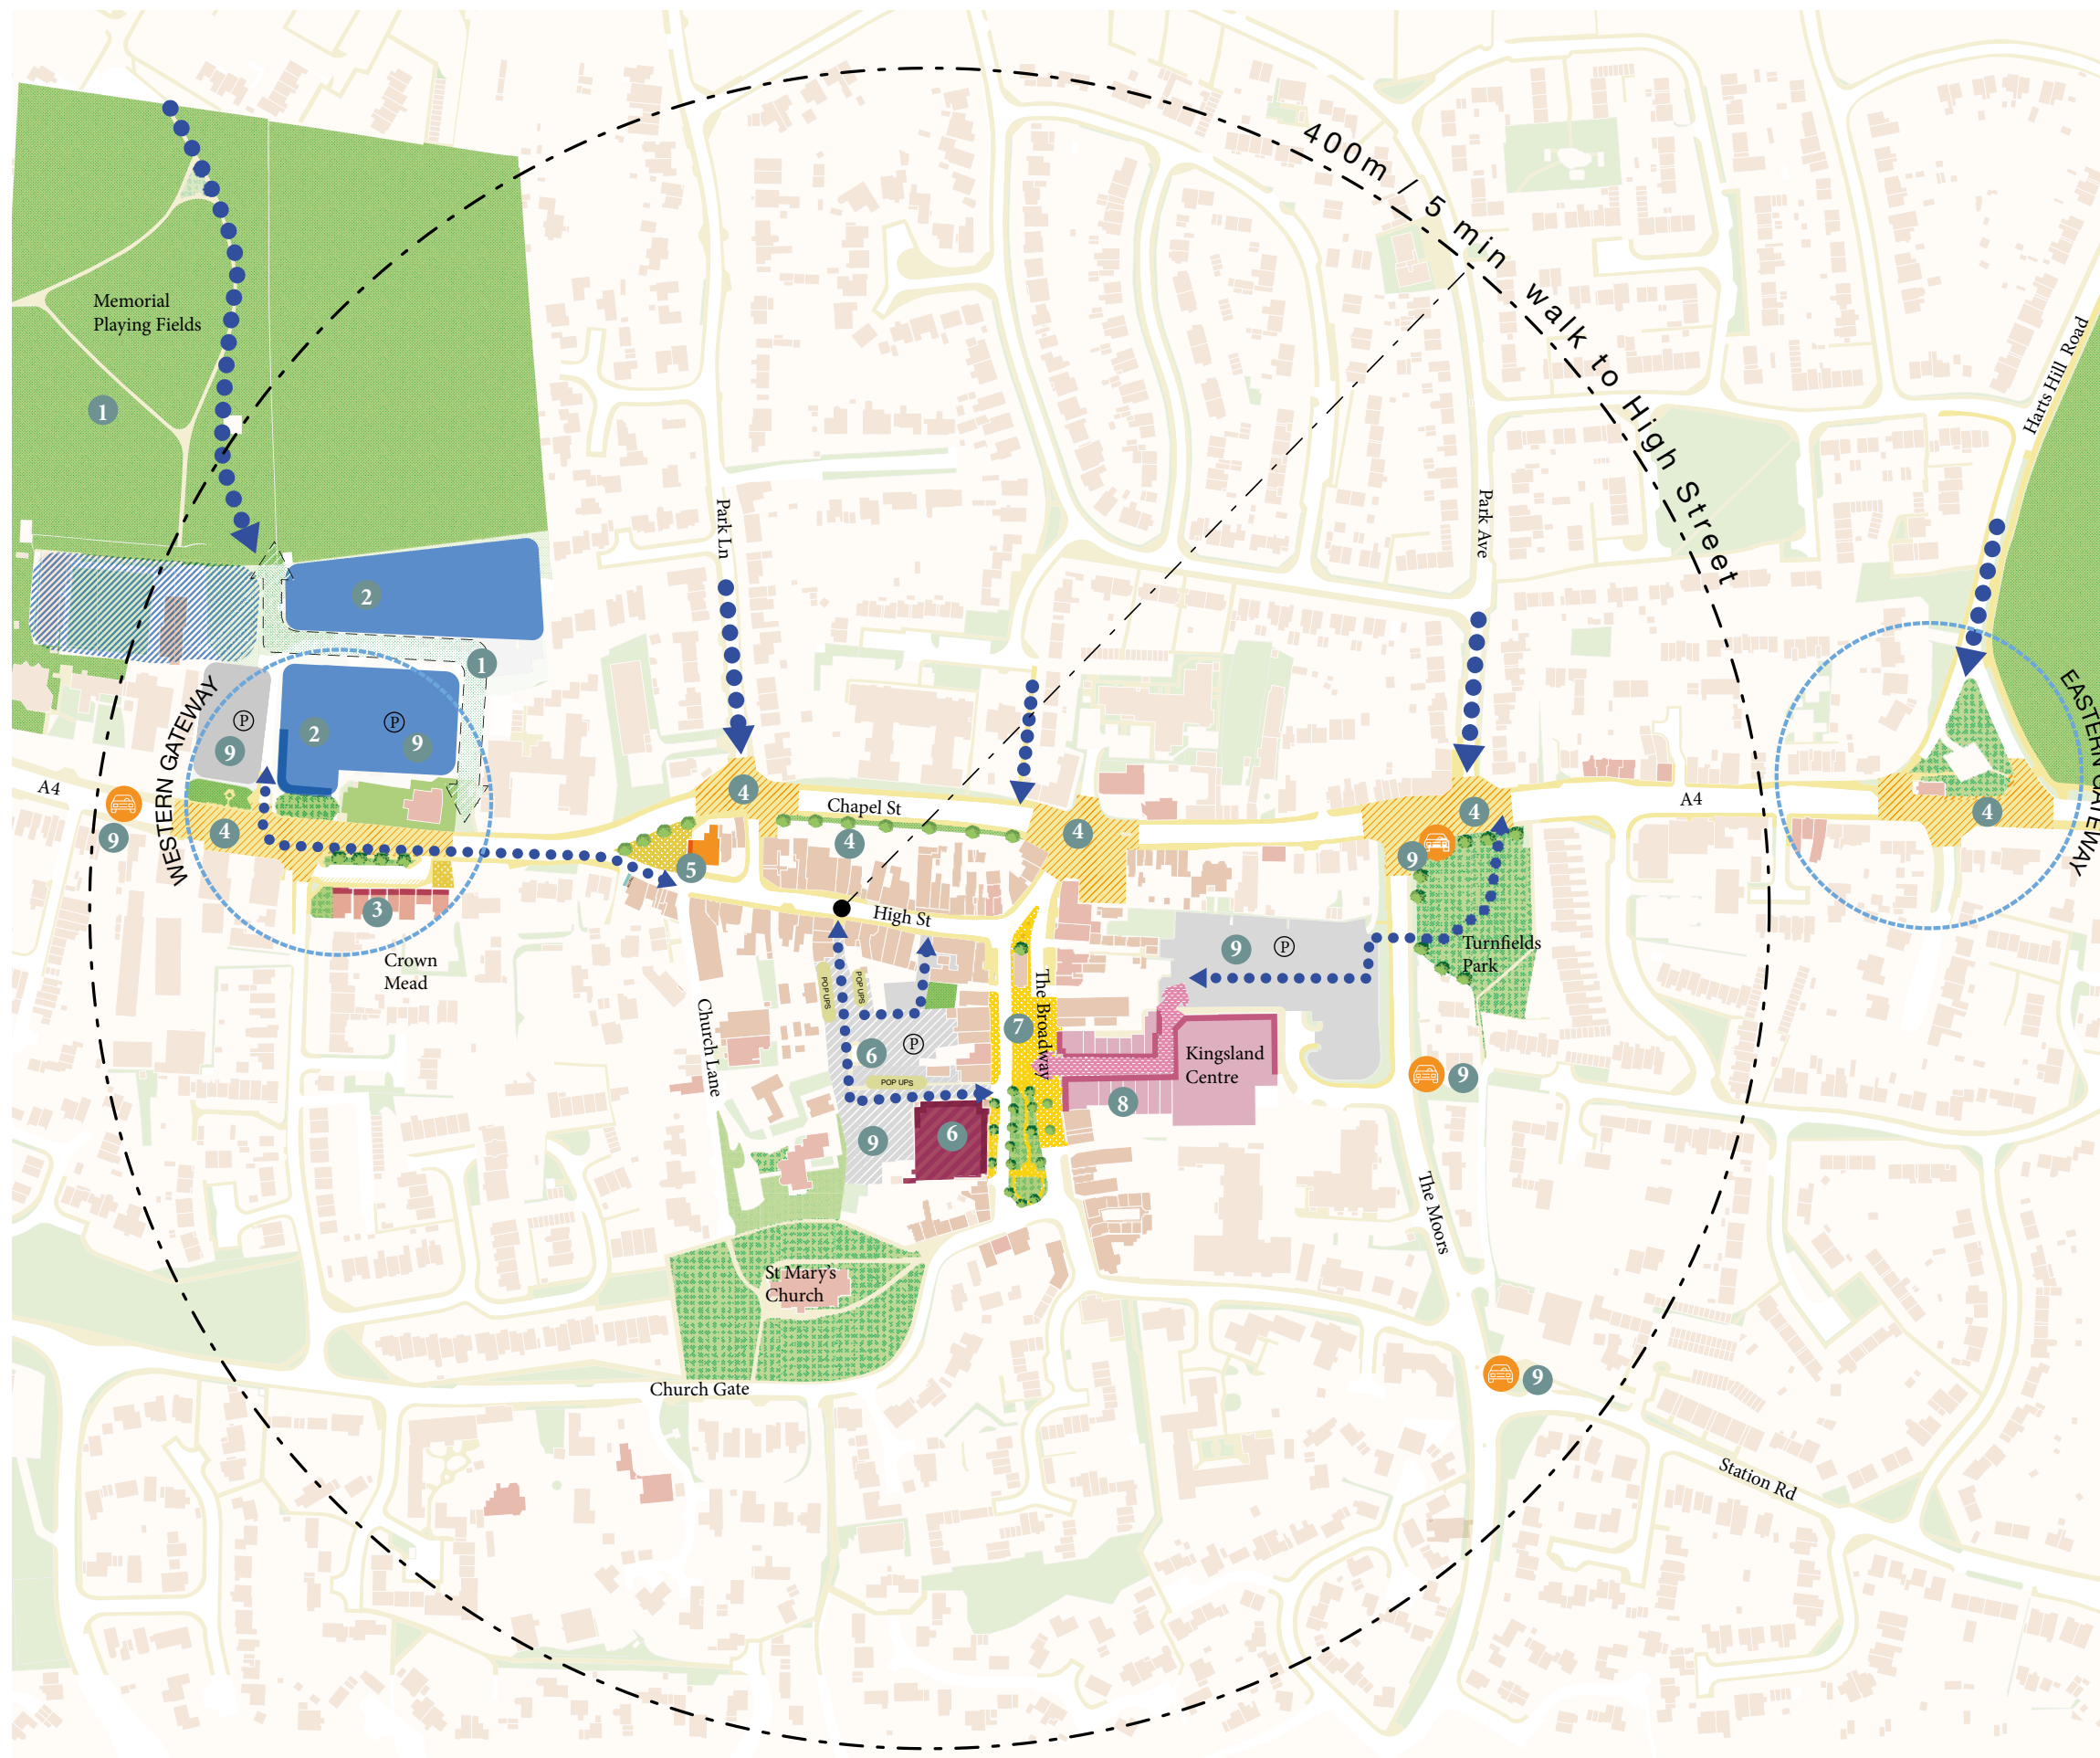 400m / 5 min walk to High Street
Memorial
Playing Fields
1
Harts Hill Road
Park Ln
Park Ave
2
1
WESTERN GATEWAY
EASTERN GATEWAY
P
9
2
P
9
A4
9
4
4
Chapel St
4
4
4
9
A4
4
5
3
High St
Crown
Mead
9
P
Turnfields
Park
POP UPS
POP UPS
The Broadway
Church Lane
7
6
P
POP UPS
Kingsland
Centre
9
8
9
6
The Moors
St Mary's
Church
Church Gate
9
Station Rd